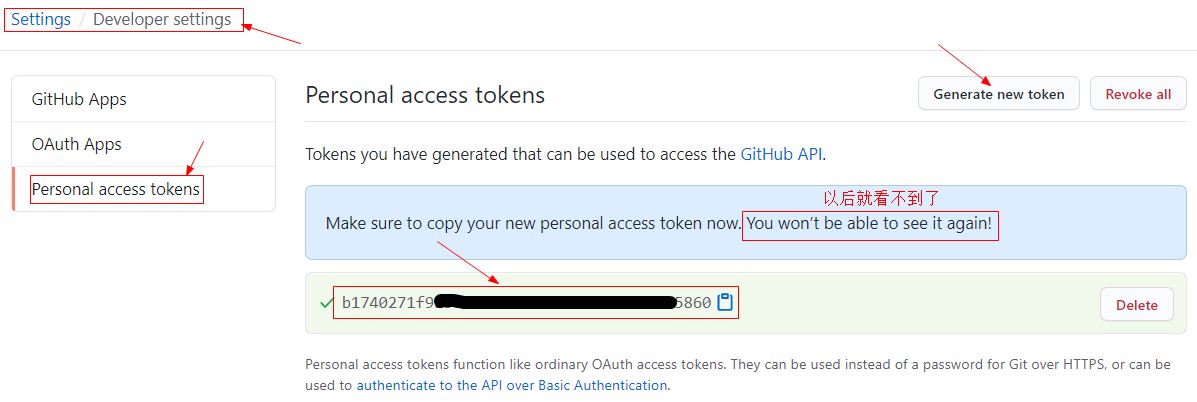 Settings / Developer settings
GitHub Apps
OAuth Apps
Personal access tokens
Personal access tokens
Generate new token
Revoke all
Tokens you have generated that can be used to access the GitHub API.
以后就看不到了
Make sure to copy your new personal access token now. You won't be able to see it again!
b1740271f9 5860
Delete
Personal access tokens function like ordinary OAuth access tokens. They can be used instead of a password for Git over HTTPS, or can be
used to authenticate to the API over Basic Authentication.